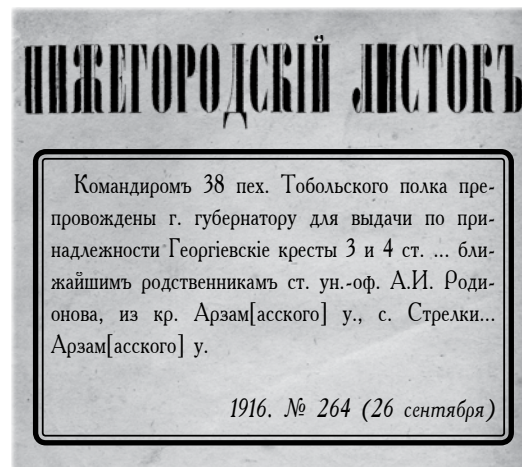 НИЖЕГОРОДСКІЙ ЛИСТОКЪ
Командиромъ 38 пех. Тобольского полка пре-
провождены г. губернатору для выдачи по при-
надлежности Георгіевскіе кресты 3 и 4 ст. ... бли-
жайшимъ родственникамъ ст. ун.-оф. А.И. Роди-
онова, из кр. Арзам[асского] у., с. Стрелки...
Арзам[асского] у.
1916. № 264 (26 сентября)